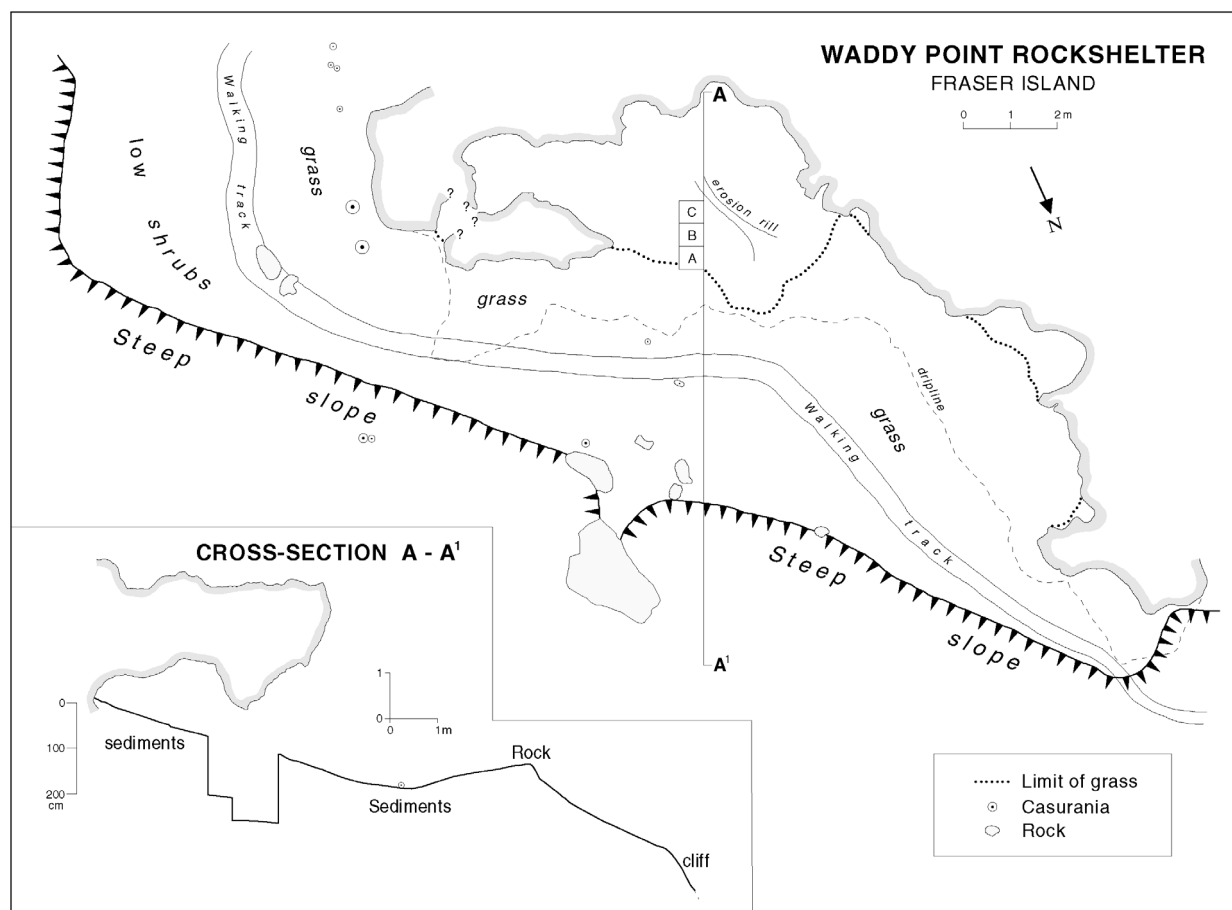 WADDY POINT ROCKSHELTER
FRASER ISLAND
0 1 2 m
N
A
Walking
track
low
shrubs
grass
?
?
?
?
C
B
A
erosion rill
grass
dripline
grass
Walking
track
Steep
slope
Steep
slope
A¹
CROSS-SECTION A - A¹
1
0
0 1m
0
100
200
cm
sediments
Sediments
Rock
cliff
Limit of grass
Casurania
Rock